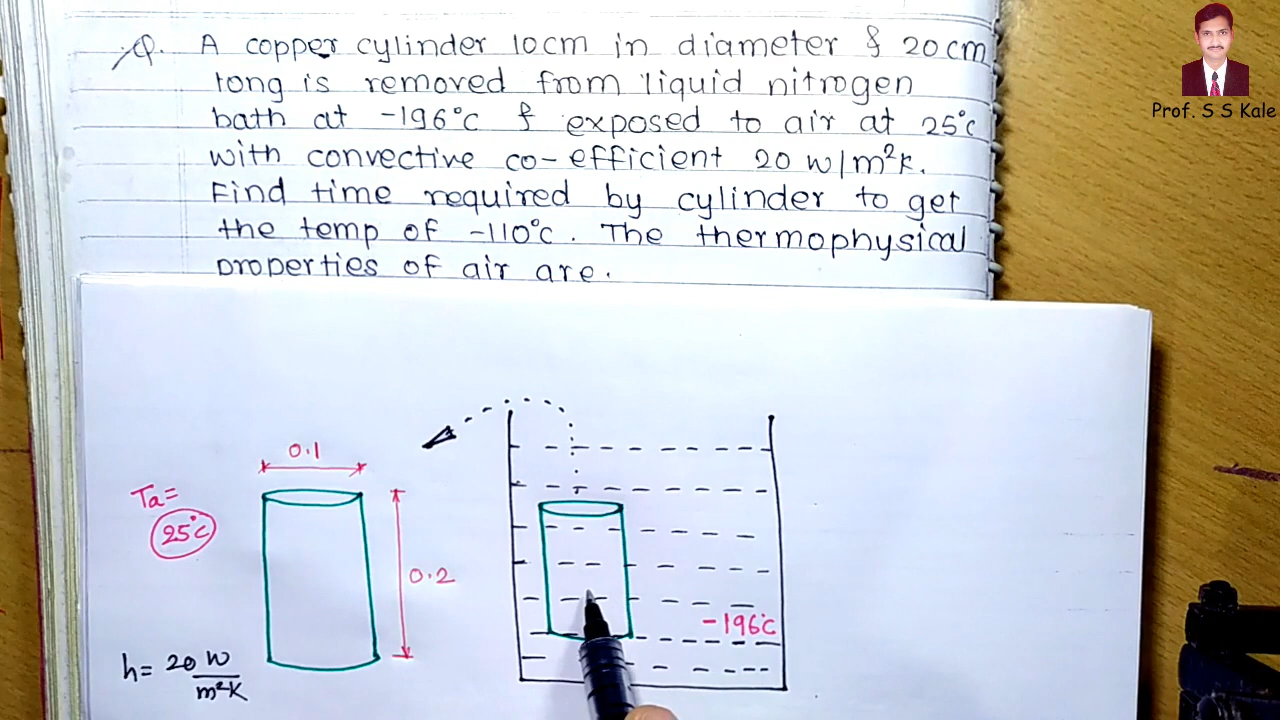 Q. A copper cylinder 10cm in diameter & 20cm
long is removed from liquid nitrogen
bath at -196°C & exposed to air at 25°C
with convective co-efficient 20 W/m²K.
Find time required by cylinder to get
the temp of -110°C. The thermophysical
properties of air are.
Prof. S S Kale
0.1
Ta=
25°C
0.2
-196°C
h= 20 W
m²K